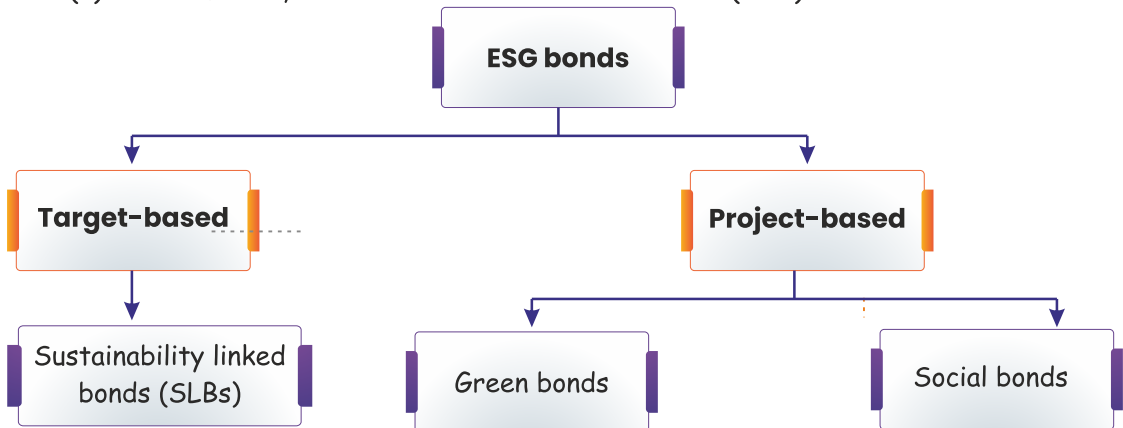 ESG bonds
Target-based
Project-based
Sustainability linked
bonds (SLBs)
Green bonds
Social bonds